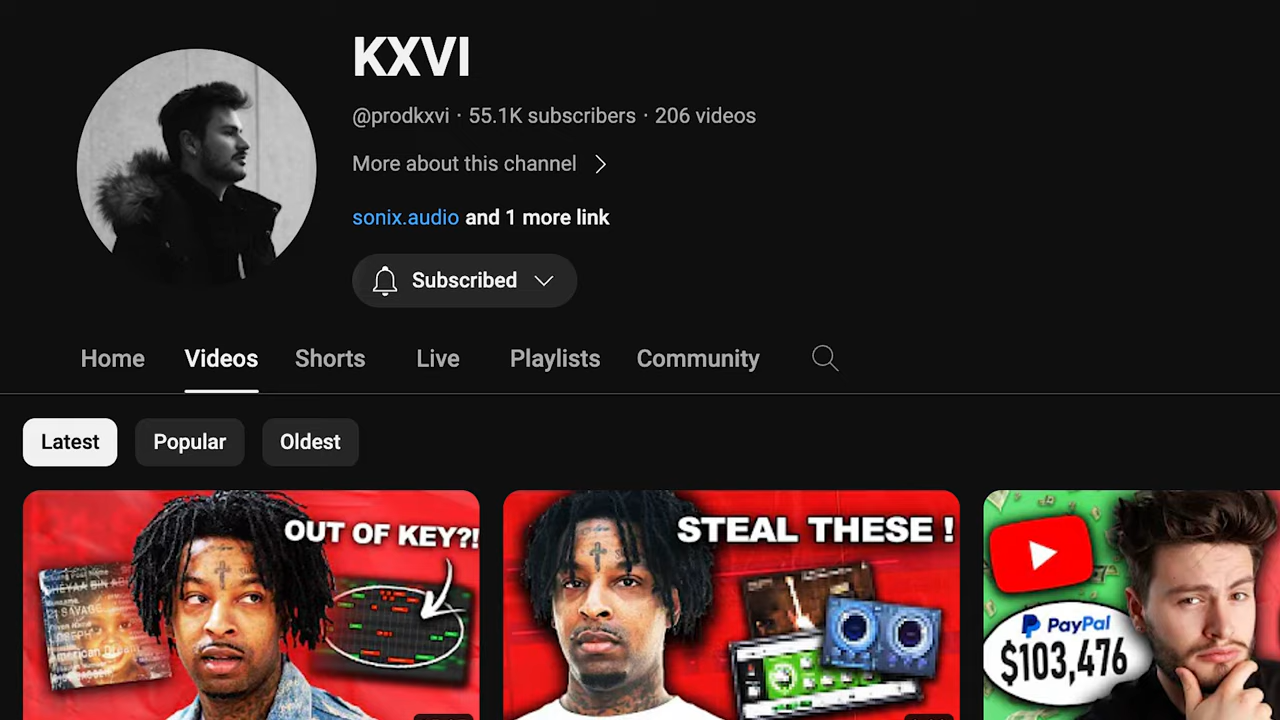 KXVI
@prodkxvi · 55.1K subscribers · 206 videos
More about this channel
sonix.audio and 1 more link
Subscribed
Home Videos Shorts Live Playlists Community
Latest Popular Oldest
OUT OF KEY?!
STEAL THESE !
PayPal
$103,476